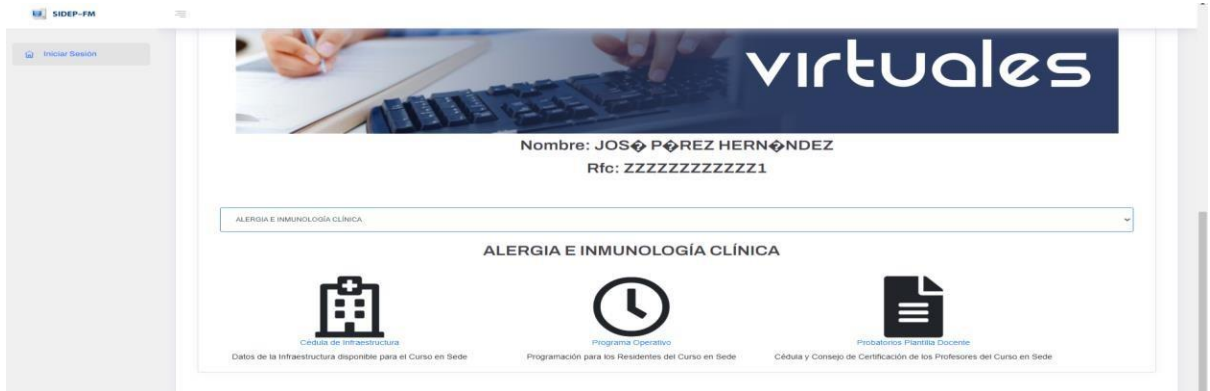 SIDEP-FM
Iniciar Sesión
virtuales
Nombre: JOS� P�REZ HERN�NDEZ
Rfc: ZZZZZZZZZZZZ1
ALERGIA E INMUNOLOGÍA CLÍNICA
ALERGIA E INMUNOLOGÍA CLÍNICA
Cédula de Infraestructura
Programa Operativo
Probatorios Plantilla Docente
Datos de la Infraestructura disponible para el Curso en Sede
Programación para los Residentes del Curso en Sede
Cédula y Consejo de Certificación de los Profesores del Curso en Sede